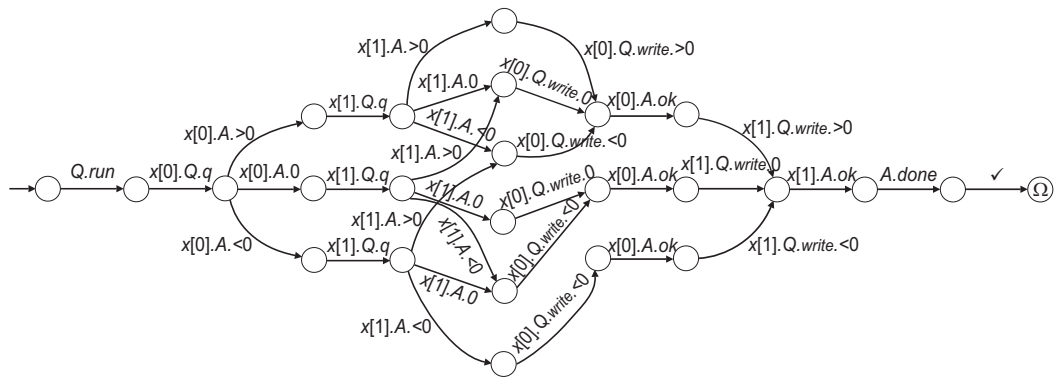 x[1].A.>0
x[0].Q.write.>0
x[1].A.0
x[0].Q.write.0
x[1].Q.q
x[1].A.<0
x[0].A.ok
x[0].A.>0
x[0].Q.write.<0
x[1].Q.write.>0
x[1].A.>0
Q.run
x[0].Q.q
x[0].A.0
x[1].Q.q
x[1].A.0
x[0].Q.write.0
x[0].A.ok
x[1].Q.write.0
x[1].A.ok
A.done
✓
Ω
x[1].A.>0
x[1].A.<0
x[0].Q.write.<0
x[0].A.<0
x[1].Q.q
x[0].A.ok
x[1].Q.write.<0
x[1].A.0
x[1].A.<0
x[0].Q.write.<0